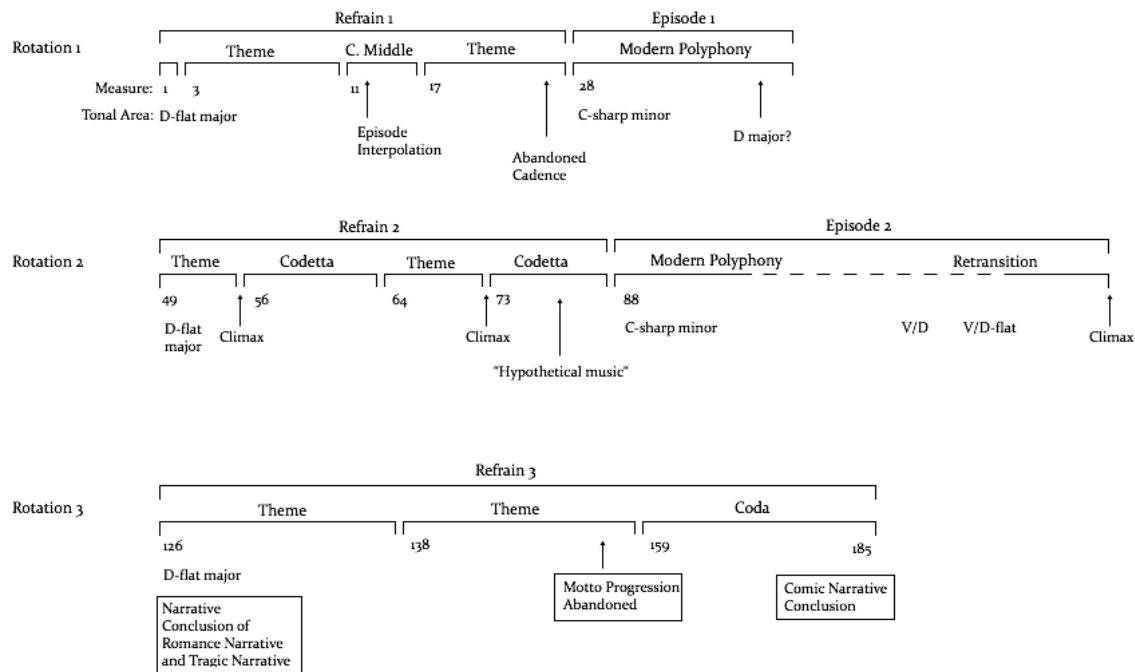 Refrain 1 Episode 1
Rotation 1 Theme C. Middle Theme Modern Polyphony
Measure: 1 3 11 17 28
Tonal Area: D-flat major C-sharp minor
Episode
Interpolation
D major?
Abandoned
Cadence
Refrain 2 Episode 2
Rotation 2 Theme Codetta Theme Codetta Modern Polyphony Retransition
49 56 64 73 88
D-flat
major
Climax Climax C-sharp minor V/D V/D-flat Climax
"Hypothetical music"
Refrain 3
Rotation 3 Theme Theme Coda
126 138 159 185
D-flat major
Motto Progression
Abandoned
Comic Narrative
Conclusion
Narrative
Conclusion of
Romance Narrative
and Tragic Narrative